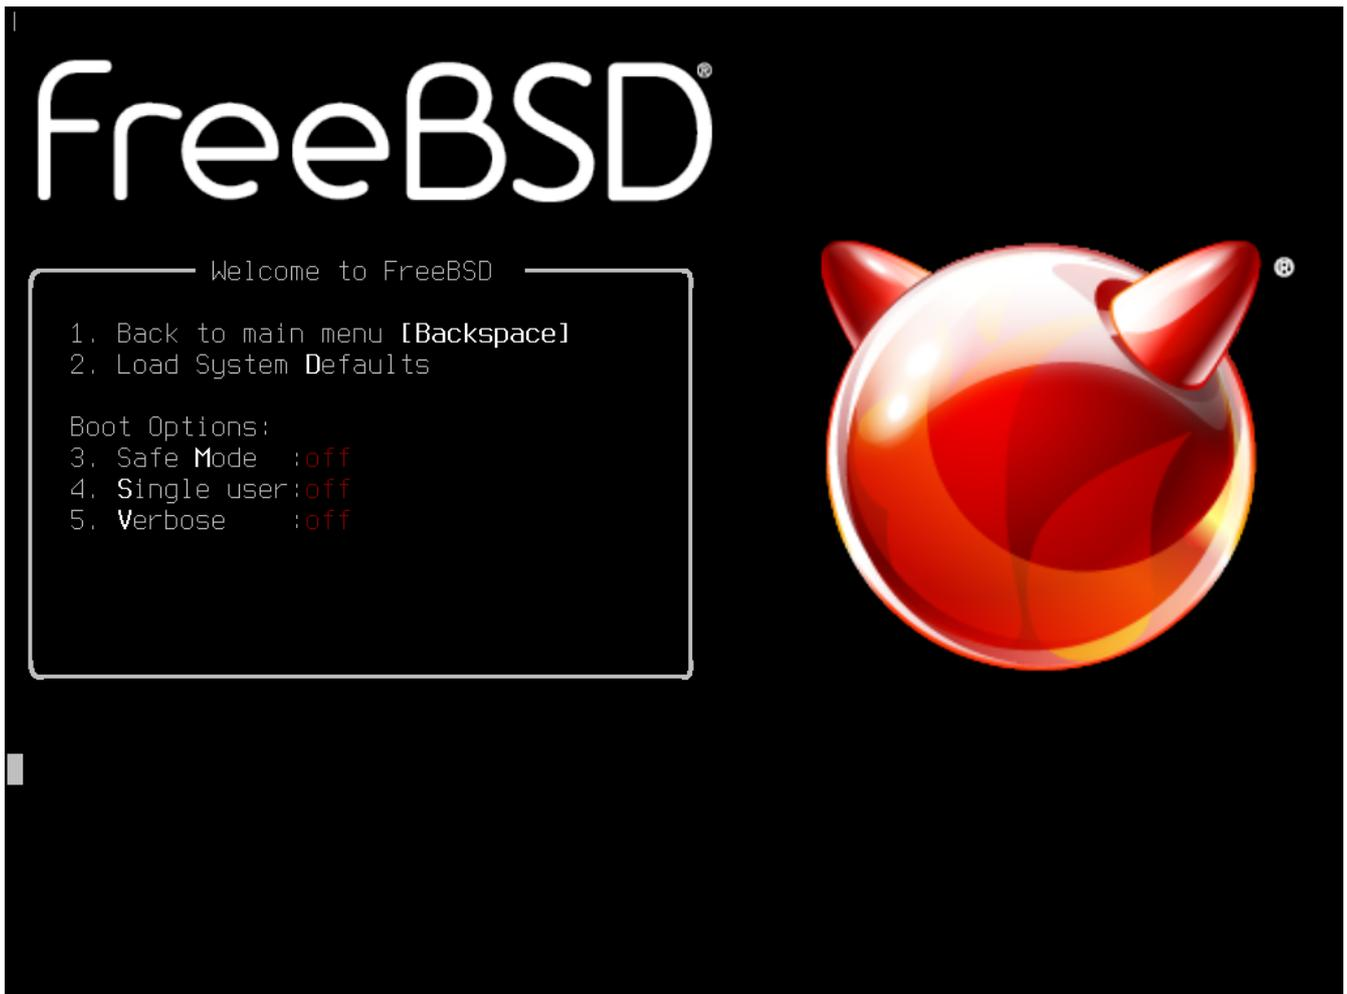 FreeBSD®
Welcome to FreeBSD
1. Back to main menu [Backspace]
2. Load System Defaults
Boot Options:
3. Safe Mode  :off
4. Single user:off
5. Verbose    :off
®